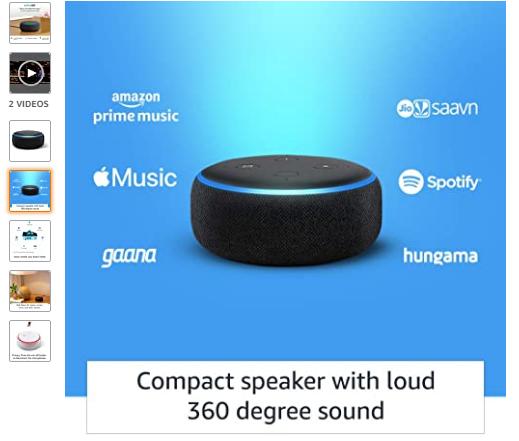 2 VIDEOS
amazon
prime music
Jio saavn
Music
Spotify
gaana
hungama
Compact speaker with loud
360 degree sound